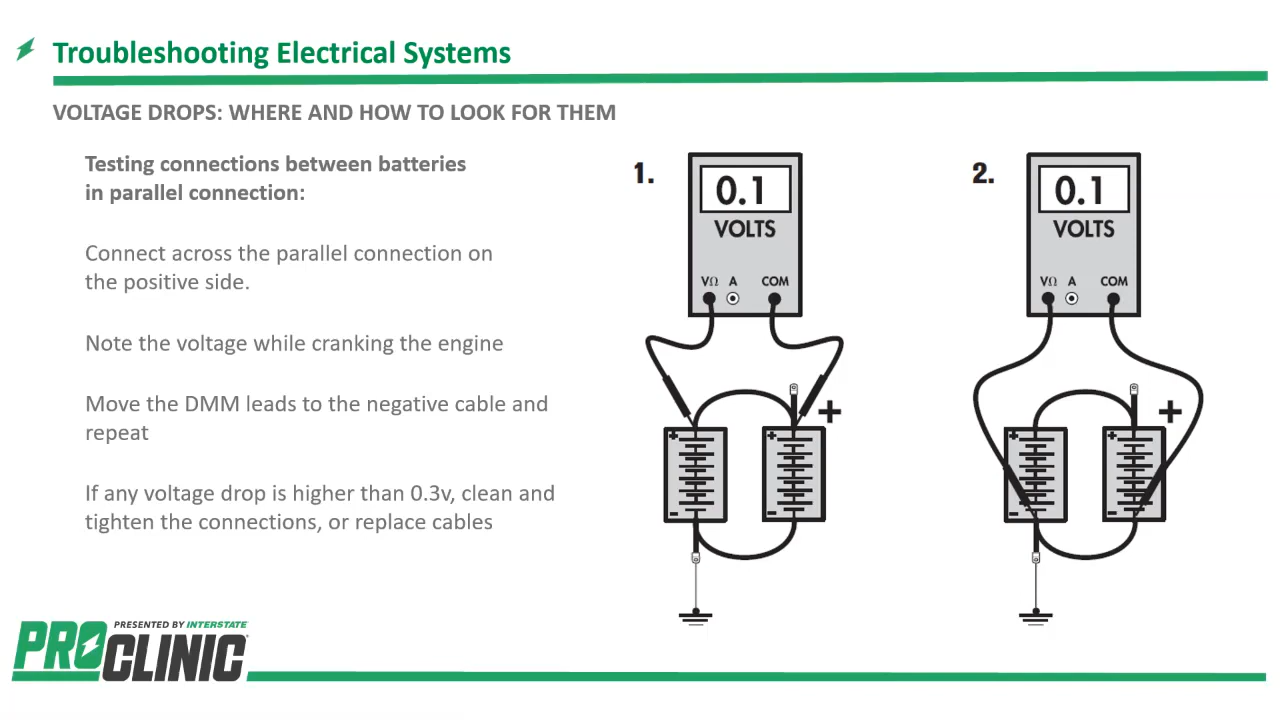 Troubleshooting Electrical Systems
VOLTAGE DROPS: WHERE AND HOW TO LOOK FOR THEM
Testing connections between batteries
in parallel connection:
Connect across the parallel connection on
the positive side.
Note the voltage while cranking the engine
Move the DMM leads to the negative cable and
repeat
If any voltage drop is higher than 0.3v, clean and
tighten the connections, or replace cables
1.
0.1
VOLTS
VΩ A COM
+
+ +
- -
2.
0.1
VOLTS
VΩ A COM
+
+ +
- -
PRESENTED BY INTERSTATE
PRO
CLINIC